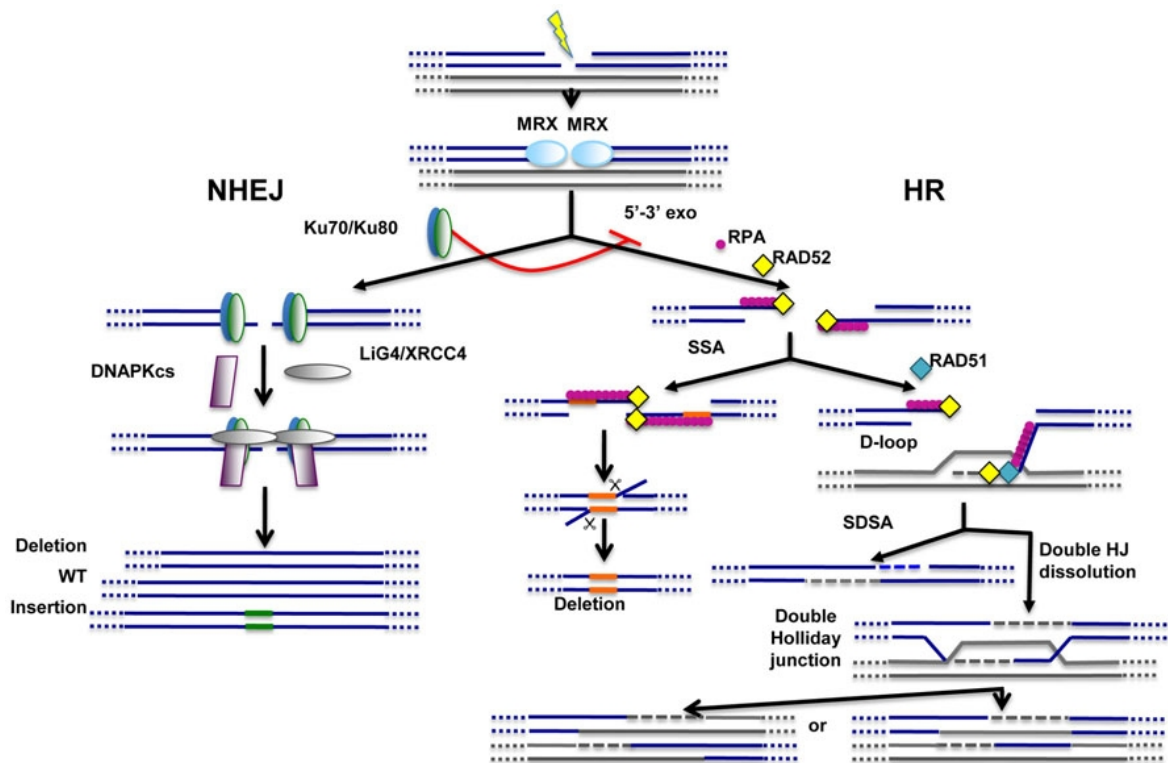 MRX MRX
NHEJ
HR
Ku70/Ku80
5'-3' exo
RPA
RAD52
DNAPKcs
LiG4/XRCC4
SSA
RAD51
D-loop
SDSA
Double HJ
dissolution
Deletion
WT
Insertion
Deletion
Double
Holliday
junction
or